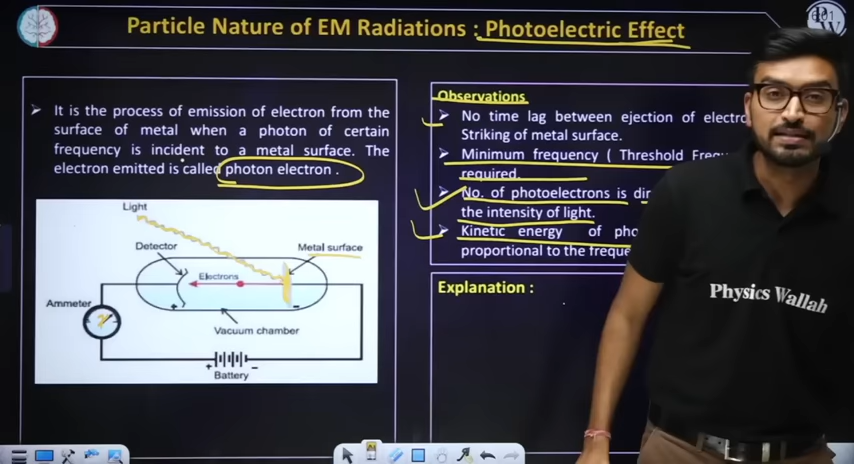 Particle Nature of EM Radiations : Photoelectric Effect
It is the process of emission of electron from the
surface of metal when a photon of certain
frequency is incident to a metal surface. The
electron emitted is called photon electron .
Light
Detector
Metal surface
Electrons
Ammeter
+
-
Vacuum chamber
+ -
Battery
Observations
No time lag between ejection of electro
Striking of metal surface.
Minimum frequency ( Threshold Frequ
required.
No. of photoelectrons is dir
the intensity of light.
Kinetic energy of pho
proportional to the freque
Explanation :
Physics Wallah